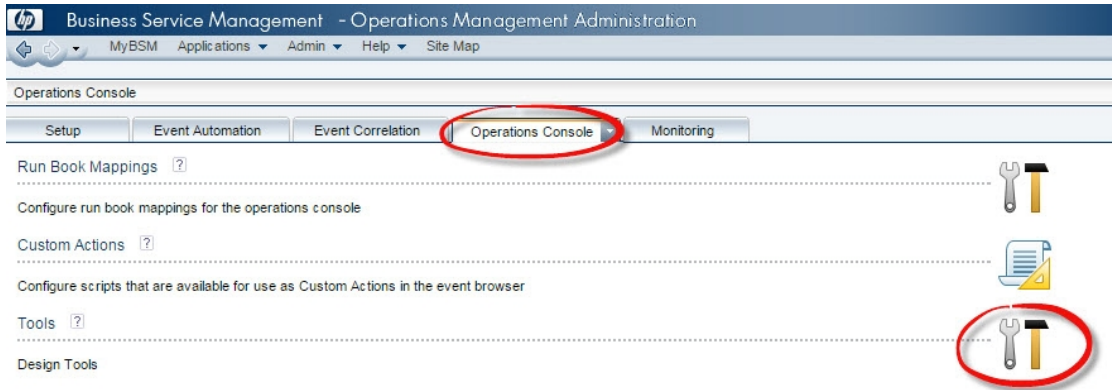 hp Business Service Management - Operations Management Administration
MyBSM Applications Admin Help Site Map
Operations Console
Setup Event Automation Event Correlation Operations Console Monitoring
Run Book Mappings ?
Configure run book mappings for the operations console
Custom Actions ?
Configure scripts that are available for use as Custom Actions in the event browser
Tools ?
Design Tools